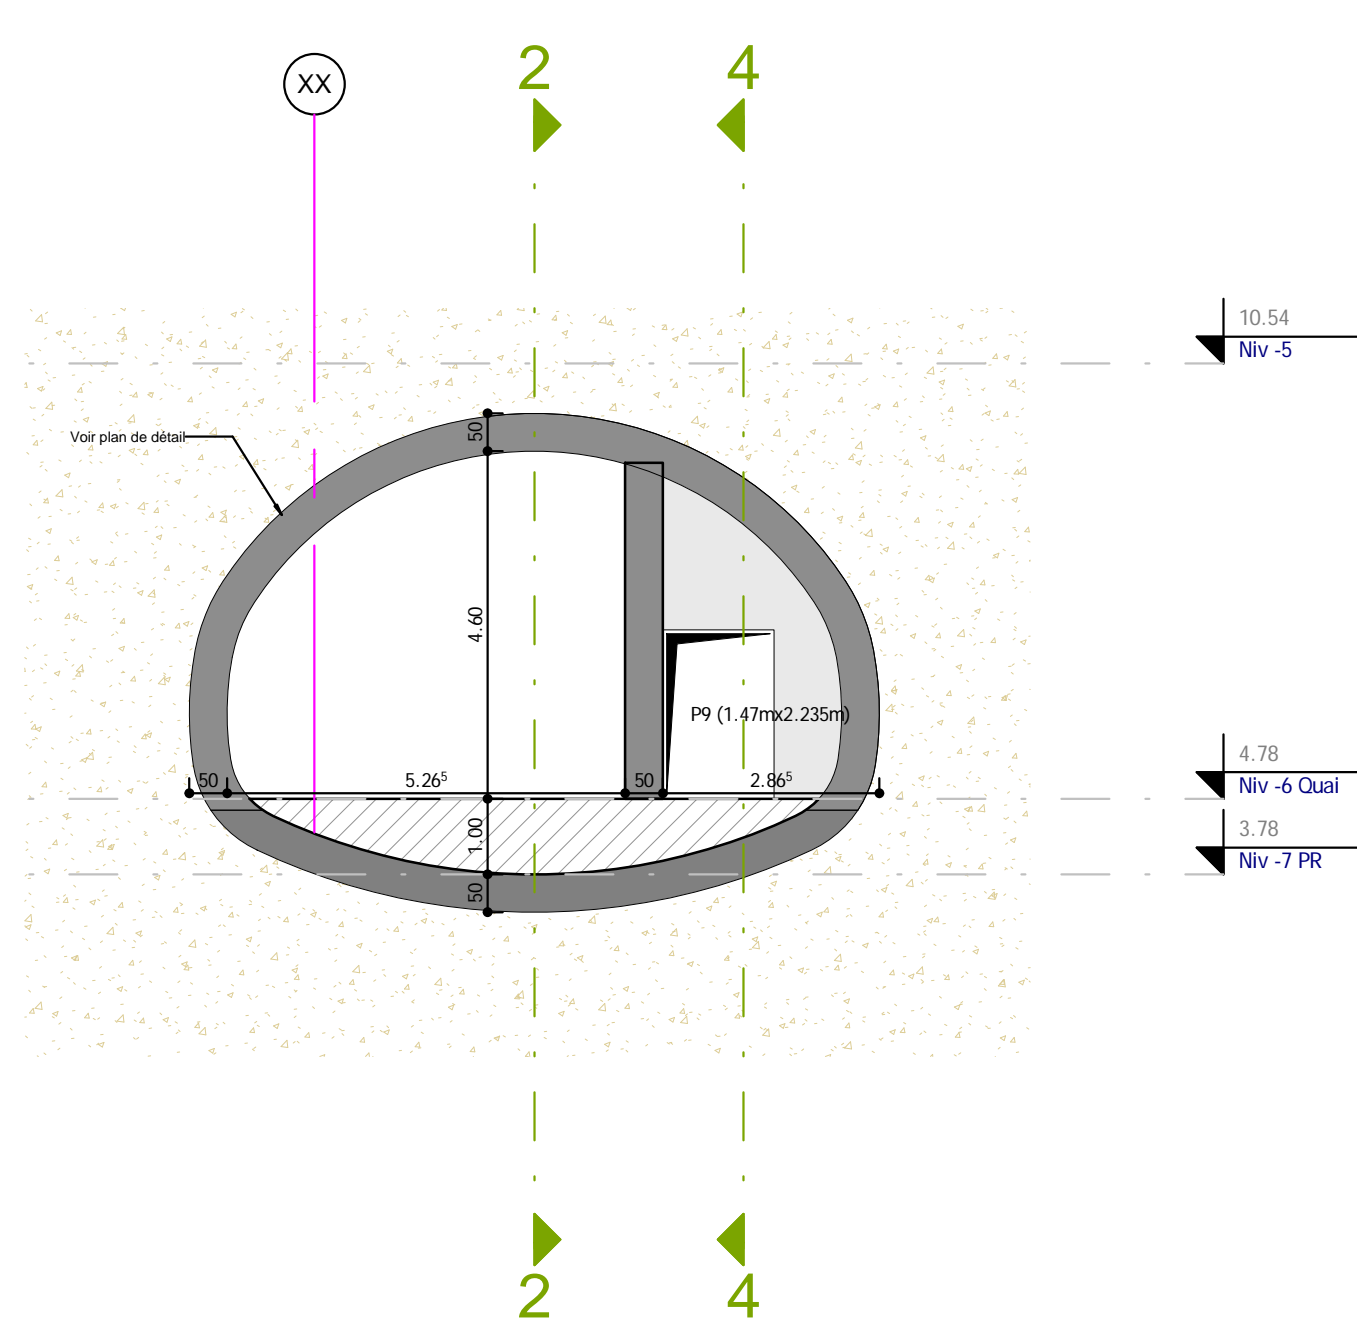 2
4
XX
10.54
Niv -5
Voir plan de détail
50
4.60
P9 (1.47mx2.235m)
50
5.26⁵
50
2.86⁵
4.78
Niv -6 Quai
1.00
3.78
Niv -7 PR
50
2
4